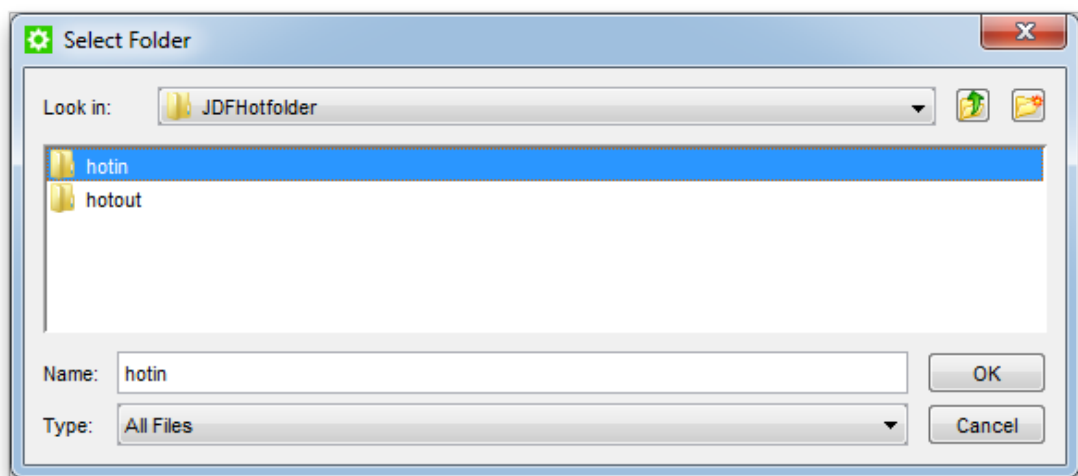 Select Folder
Look in: JDFHotfolder
hotin
hotout
Name: hotin OK
Type: All Files Cancel